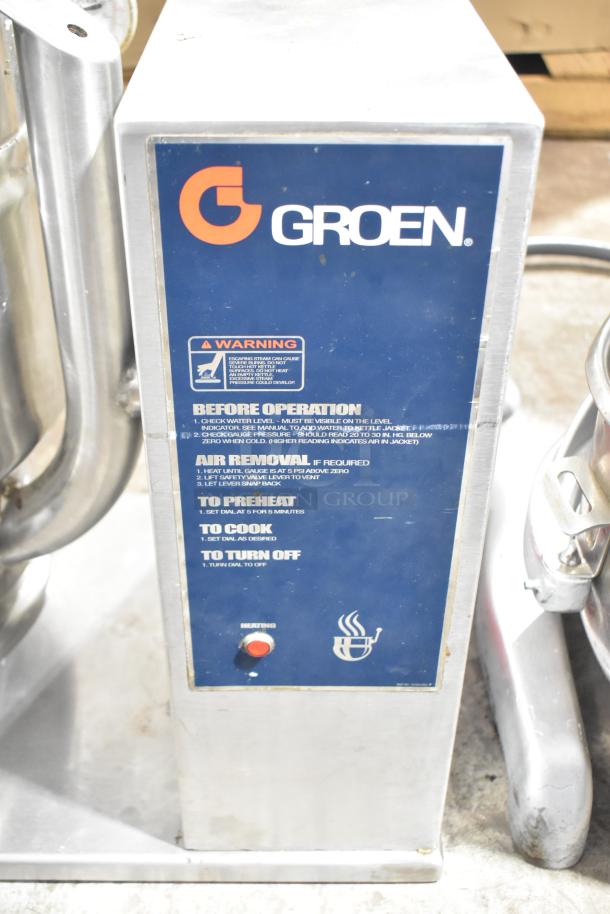 GROEN®
WARNING
ESCAPING STEAM CAN CAUSE
SEVERE BURNS. DO NOT
TOUCH HOT KETTLE
SURFACES. DO NOT HEAT
AN EMPTY KETTLE.
EXCESSIVE STEAM
PRESSURE COULD DEVELOP.
BEFORE OPERATION
1. CHECK WATER LEVEL - MUST BE VISIBLE ON THE LEVEL
INDICATOR. SEE MANUAL TO ADD WATER TO KETTLE JACKET.
2. CHECK GAUGE PRESSURE - SHOULD READ 20 TO 30 IN. HG. BELOW
ZERO WHEN COLD. (HIGHER READING INDICATES AIR IN JACKET)
AIR REMOVAL IF REQUIRED
1. HEAT UNTIL GAUGE IS AT 5 PSI ABOVE ZERO
2. LIFT SAFETY VALVE LEVER TO VENT
3. LET LEVER SNAP BACK
GROUP
TO PREHEAT
1. SET DIAL AT 5 FOR 5 MINUTES
TO COOK
1. SET DIAL AS DESIRED
TO TURN OFF
1. TURN DIAL TO OFF
HEATING